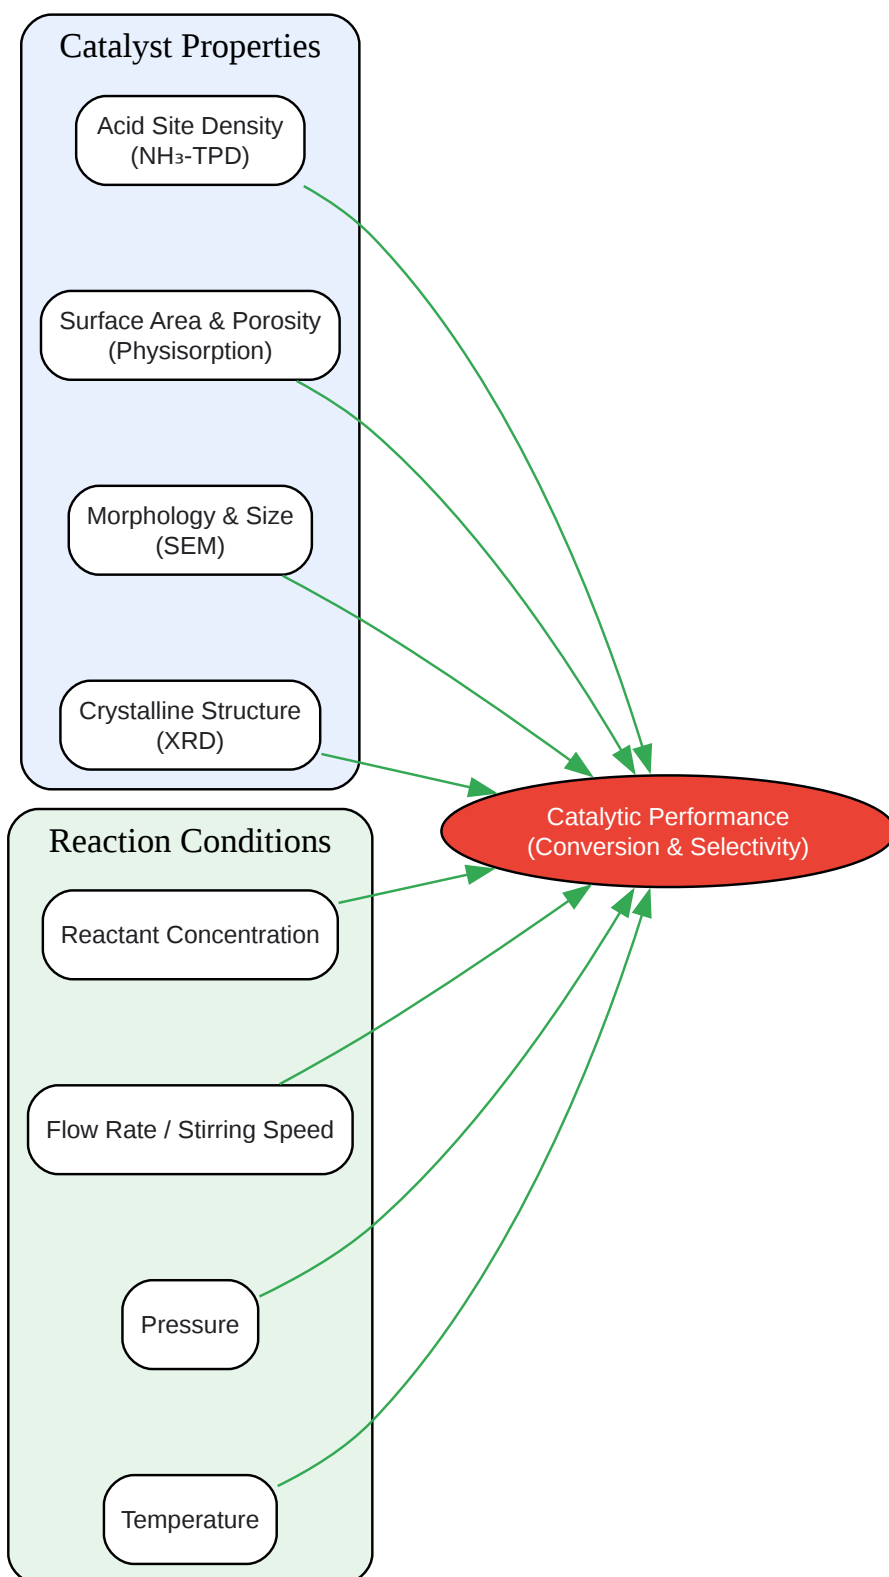 Catalyst Properties
Acid Site Density
(NH₃-TPD)
Surface Area & Porosity
(Physisorption)
Morphology & Size
(SEM)
Crystalline Structure
(XRD)
Catalytic Performance
(Conversion & Selectivity)
Reaction Conditions
Reactant Concentration
Flow Rate / Stirring Speed
Pressure
Temperature